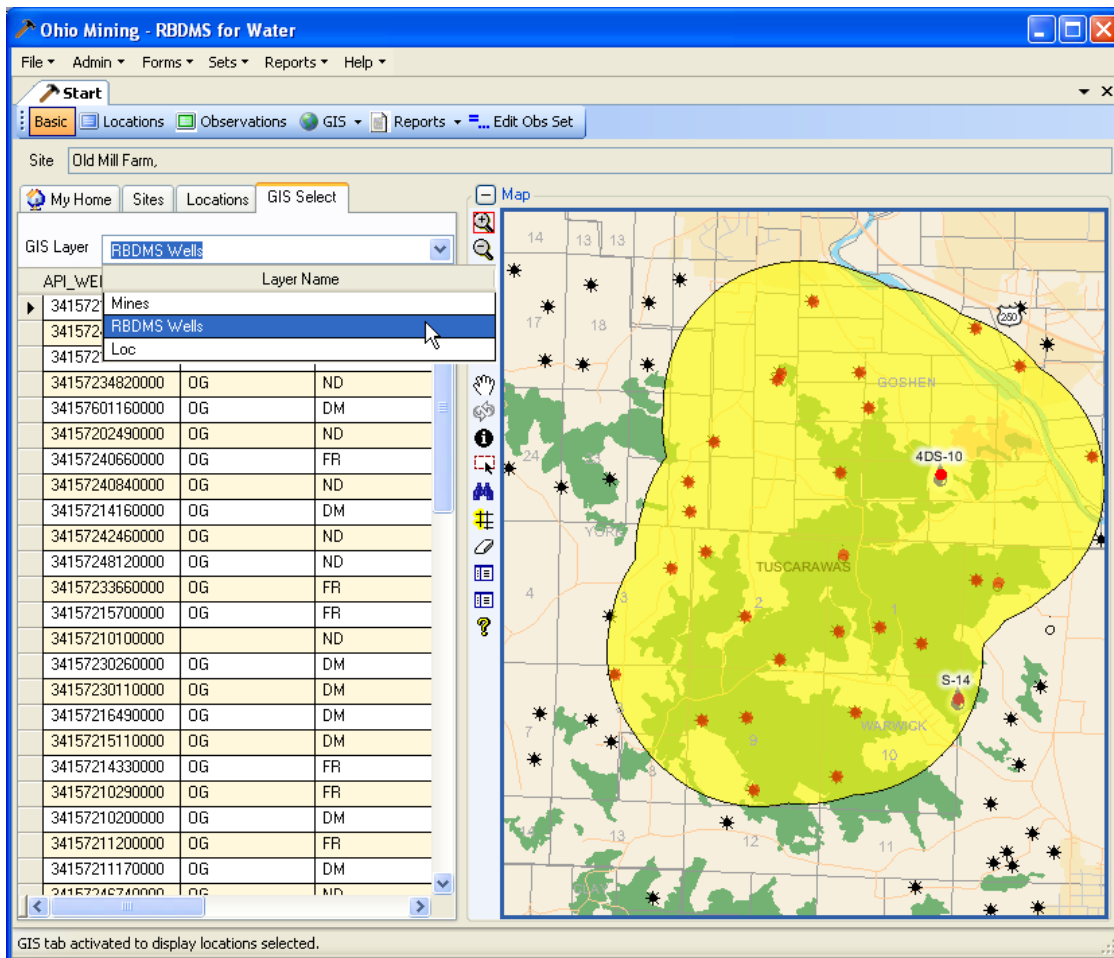 Ohio Mining - RBDMS for Water
File Admin Forms Sets Reports Help
Start
Basic Locations Observations GIS Reports Edit Obs Set
Site Old Mill Farm,
My Home Sites Locations GIS Select
Map
GIS Layer RBDMS Wells
API_WEI Layer Name
Mines
RBDMS Wells
Loc
34157234820000 OG ND
34157601160000 OG DM
34157202490000 OG ND
34157240660000 OG FR
34157240840000 OG ND
34157214160000 OG DM
34157242460000 OG ND
34157248120000 OG ND
34157233660000 OG FR
34157215700000 OG FR
34157210100000 ND
34157230260000 OG DM
34157230110000 OG DM
34157216490000 OG DM
34157215110000 OG DM
34157214330000 OG FR
34157210290000 OG FR
34157210200000 OG DM
34157211200000 OG FR
34157211170000 OG DM
14 13 13
17 18
250
GOSHEN
24
4DS-10
YORK
TUSCARAWAS
4 3 2 1
S-14
WARWICK
7 9 10
8
13 12 11
CLAY
GIS tab activated to display locations selected.